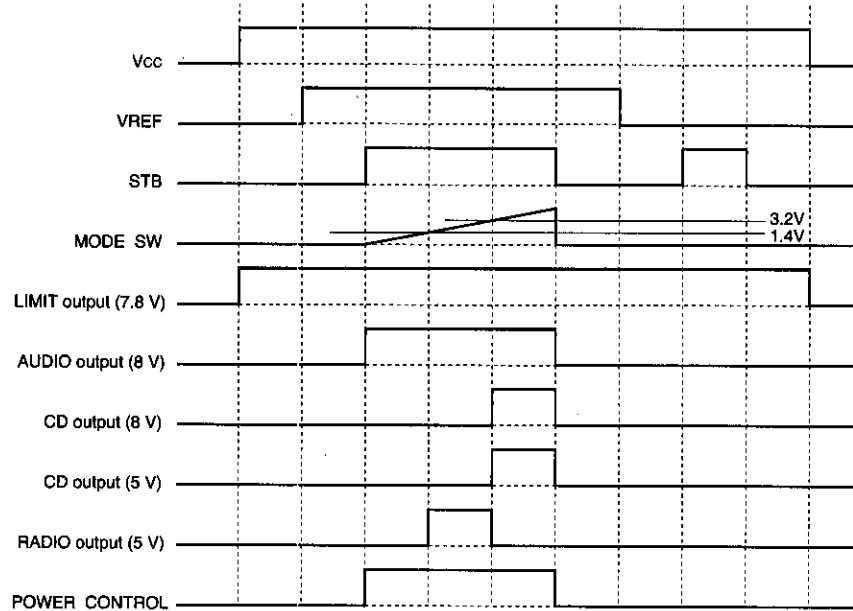 Vcc
VREF
STB
3.2V
MODE SW
1.4V
LIMIT output (7.8 V)
AUDIO output (8 V)
CD output (8 V)
CD output (5 V)
RADIO output (5 V)
POWER CONTROL